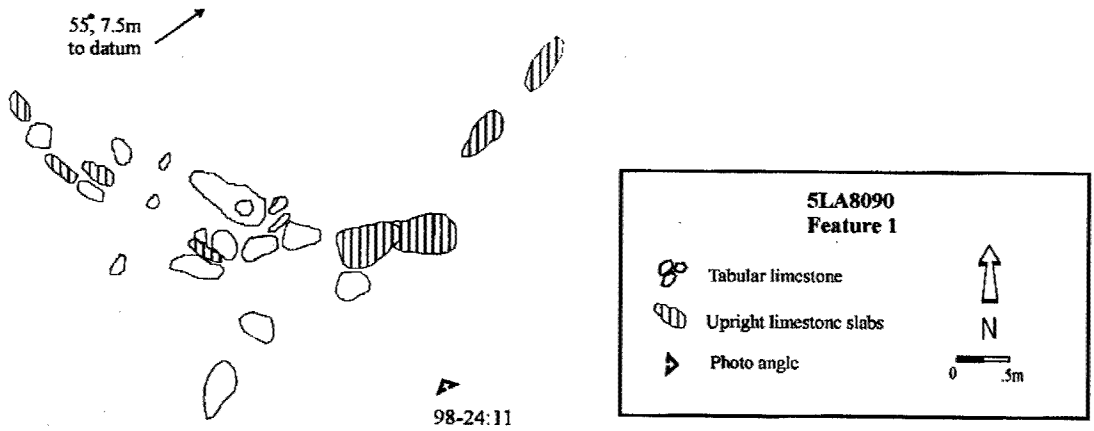 55°, 7.5m
to datum
98-24:11
5LA8090
Feature 1
Tabular limestone
Upright limestone slabs
Photo angle
N
0 .5m